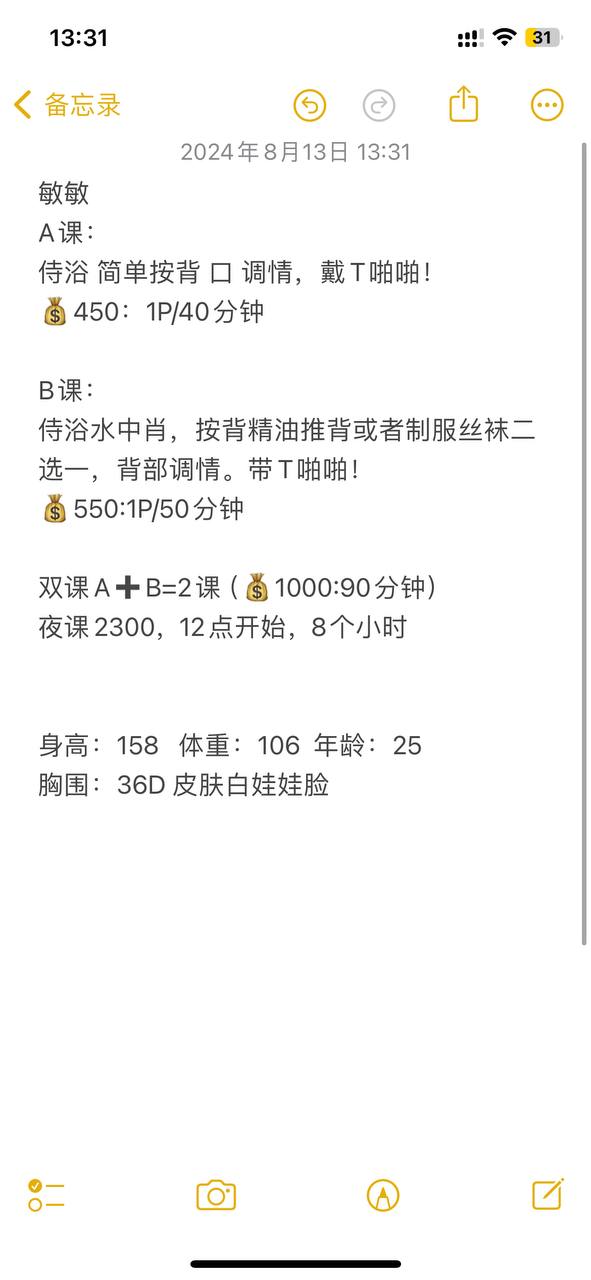 13:31
31
备忘录
2024年8月13日 13:31
敏敏
A课：
侍浴 简单按背 口 调情，戴T啪啪！
💰450：1P/40分钟
B课：
侍浴水中肖，按背精油推背或者制服丝袜二
选一，背部调情。带T啪啪！
💰550:1P/50分钟
双课A➕B=2课（💰1000:90分钟）
夜课2300，12点开始，8个小时
身高：158 体重：106 年龄：25
胸围：36D 皮肤白娃娃脸